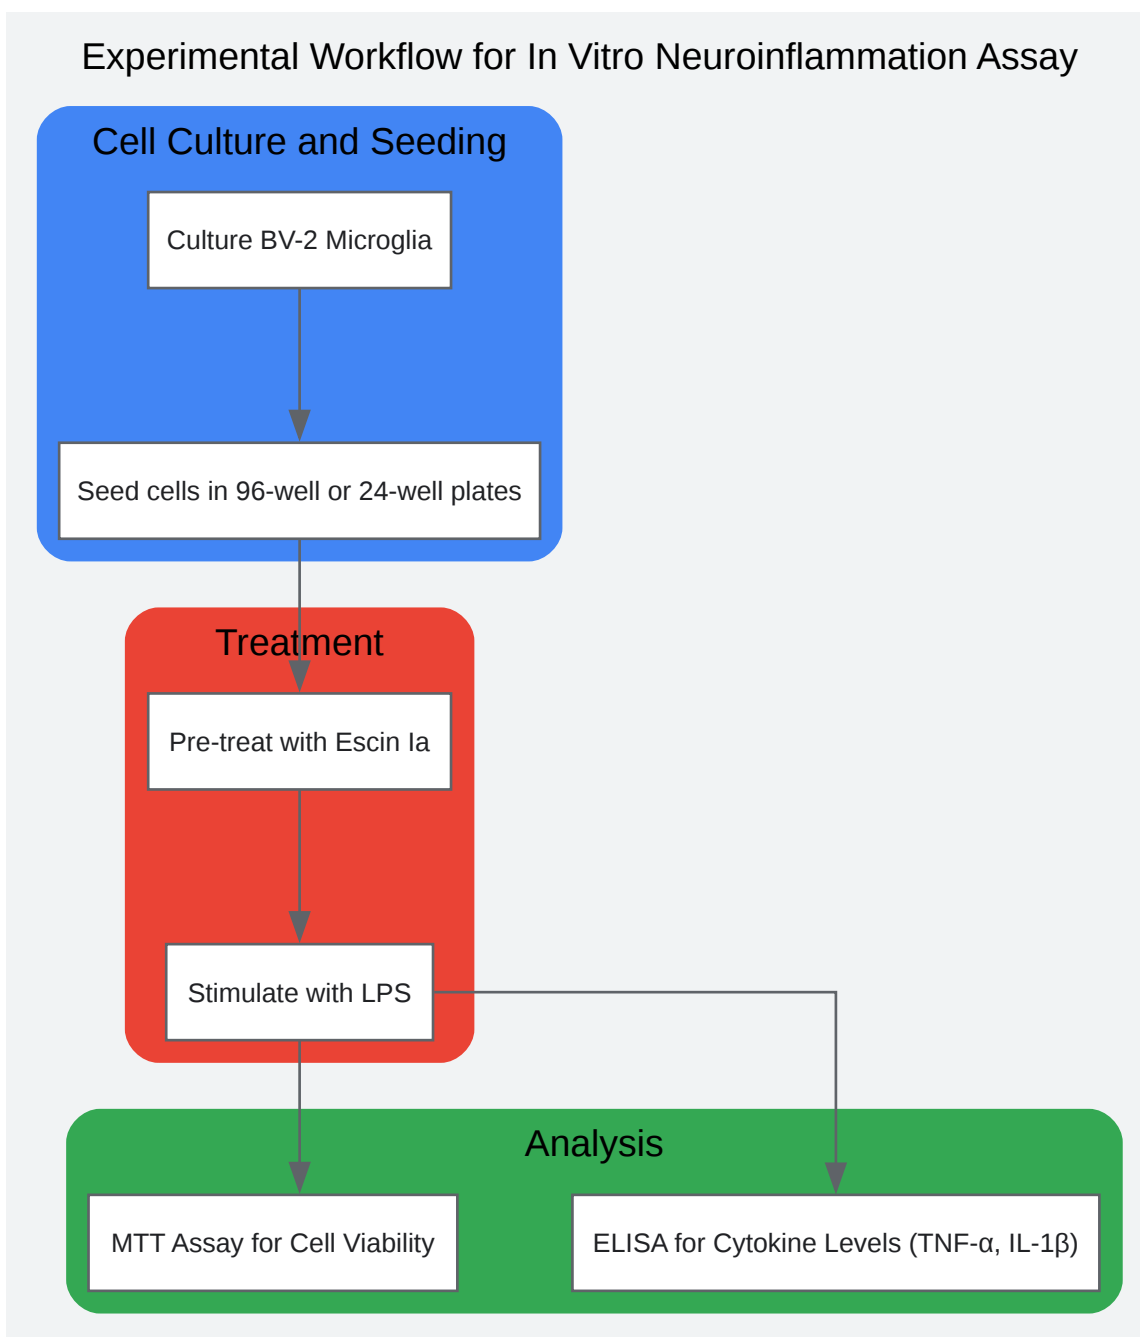 Experimental Workflow for In Vitro Neuroinflammation Assay
Cell Culture and Seeding
Culture BV-2 Microglia
Seed cells in 96-well or 24-well plates
Treatment
Pre-treat with Escin Ia
Stimulate with LPS
Analysis
MTT Assay for Cell Viability
ELISA for Cytokine Levels (TNF-α, IL-1β)